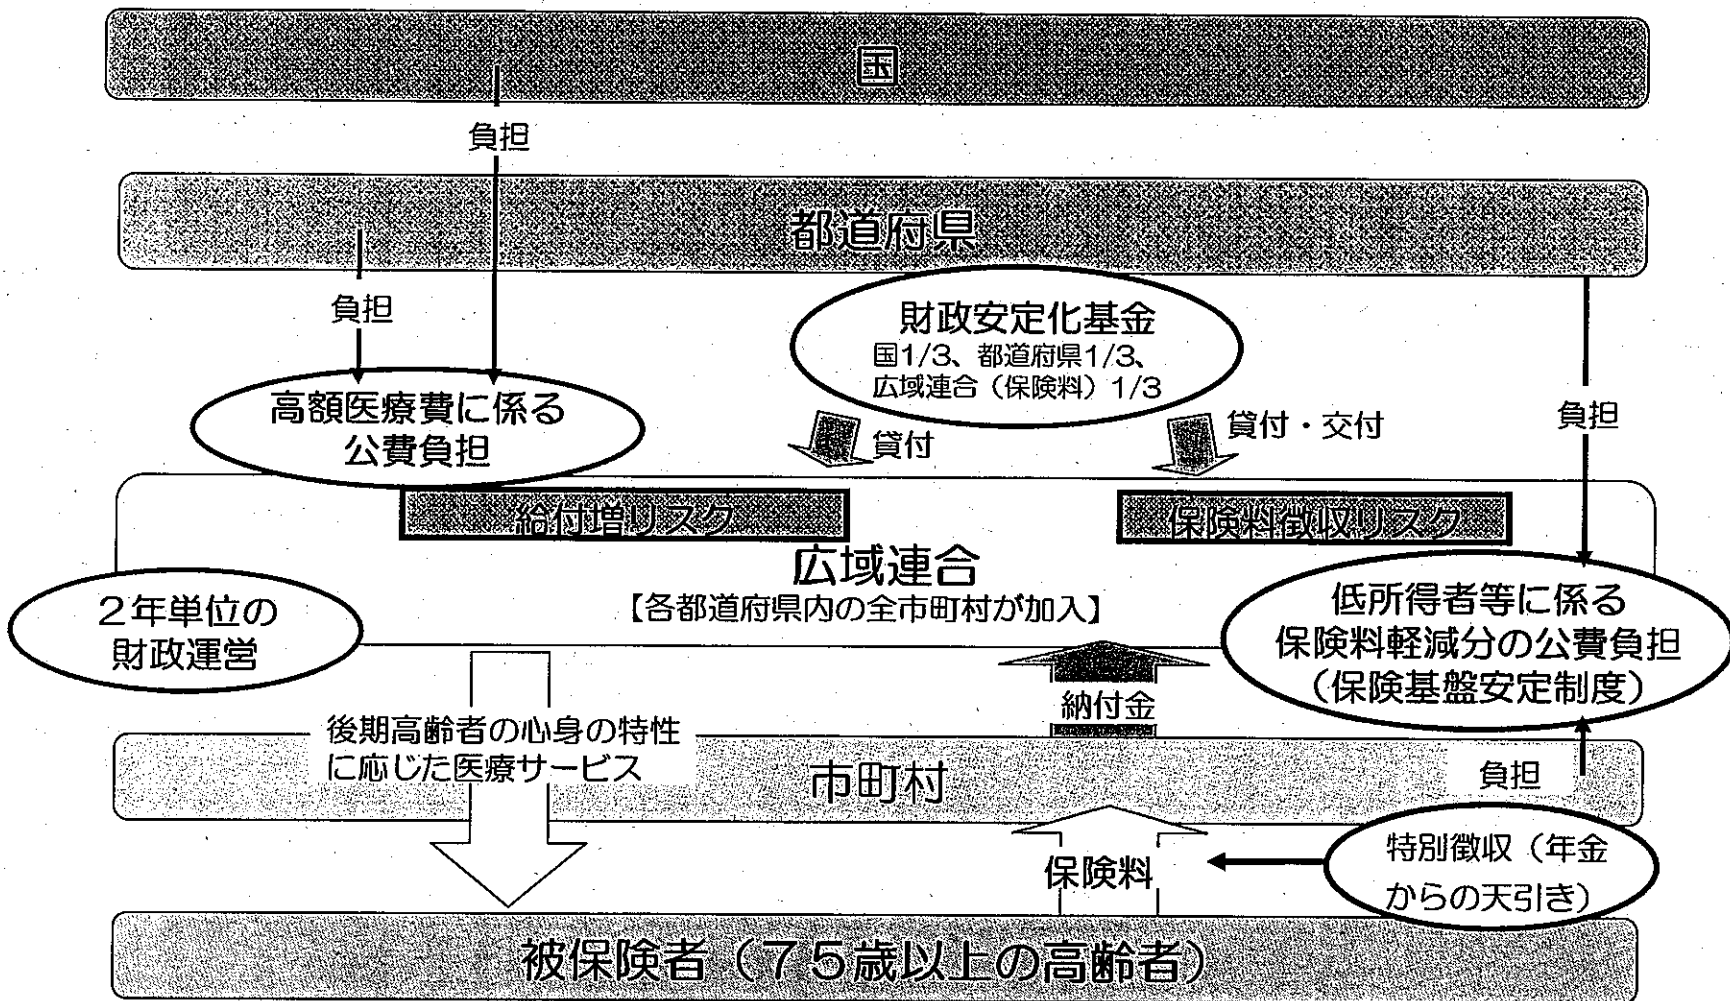 国
負担
都道府県
負担
財政安定化基金
国1/3、都道府県1/3、
広域連合（保険料）1/3
高額医療費に係る
公費負担
貸付
貸付・交付
負担
給付増リスク
保険料徴収リスク
広域連合
【各都道府県内の全市町村が加入】
２年単位の
財政運営
低所得者等に係る
保険料軽減分の公費負担
（保険基盤安定制度）
納付金
後期高齢者の心身の特性
に応じた医療サービス
市町村
負担
保険料
特別徴収（年金
からの天引き）
被保険者（７５歳以上の高齢者）